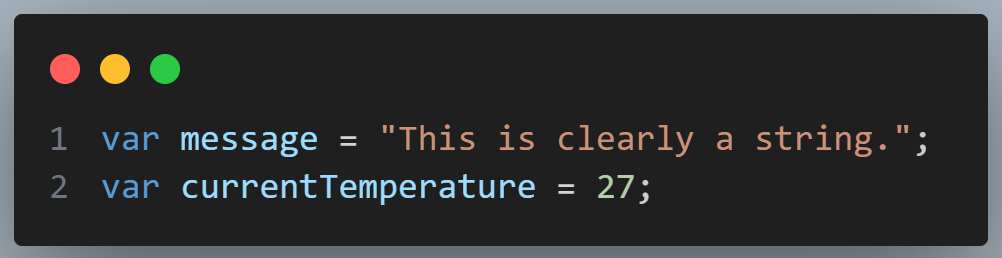 1 var message = "This is clearly a string.";
2 var currentTemperature = 27;